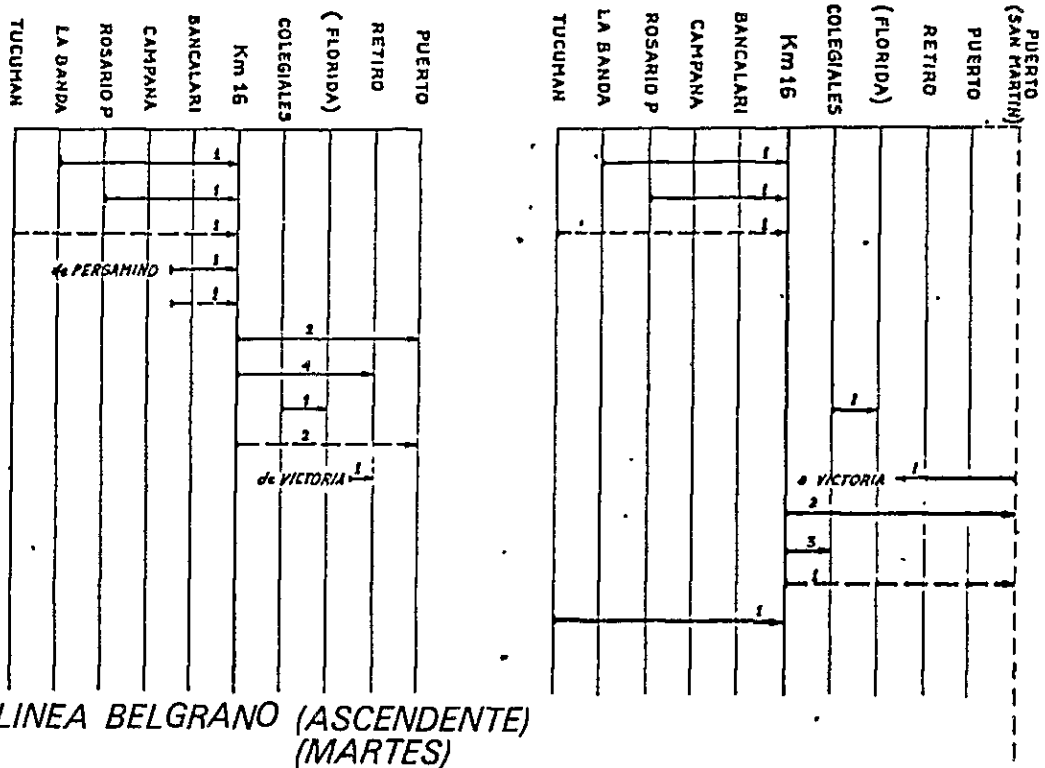 TUCUMAN
LA BANDA
ROSARIO P
CAMPANA
BANCALARI
Km 16
COLEGIALES
(FLORIDA)
RETIRO
PUERTO
1
1
1
de PERGAMINO 1
1
2
4
1
2
de VICTORIA 1
TUCUMAN
LA BANDA
ROSARIO P
CAMPANA
BANCALARI
Km 16
COLEGIALES
(FLORIDA)
RETIRO
PUERTO
PUERTO
(SAN MARTIN)
1
1
1
1
a VICTORIA 1
2
3
1
1
LINEA BELGRANO (ASCENDENTE)
(MARTES)